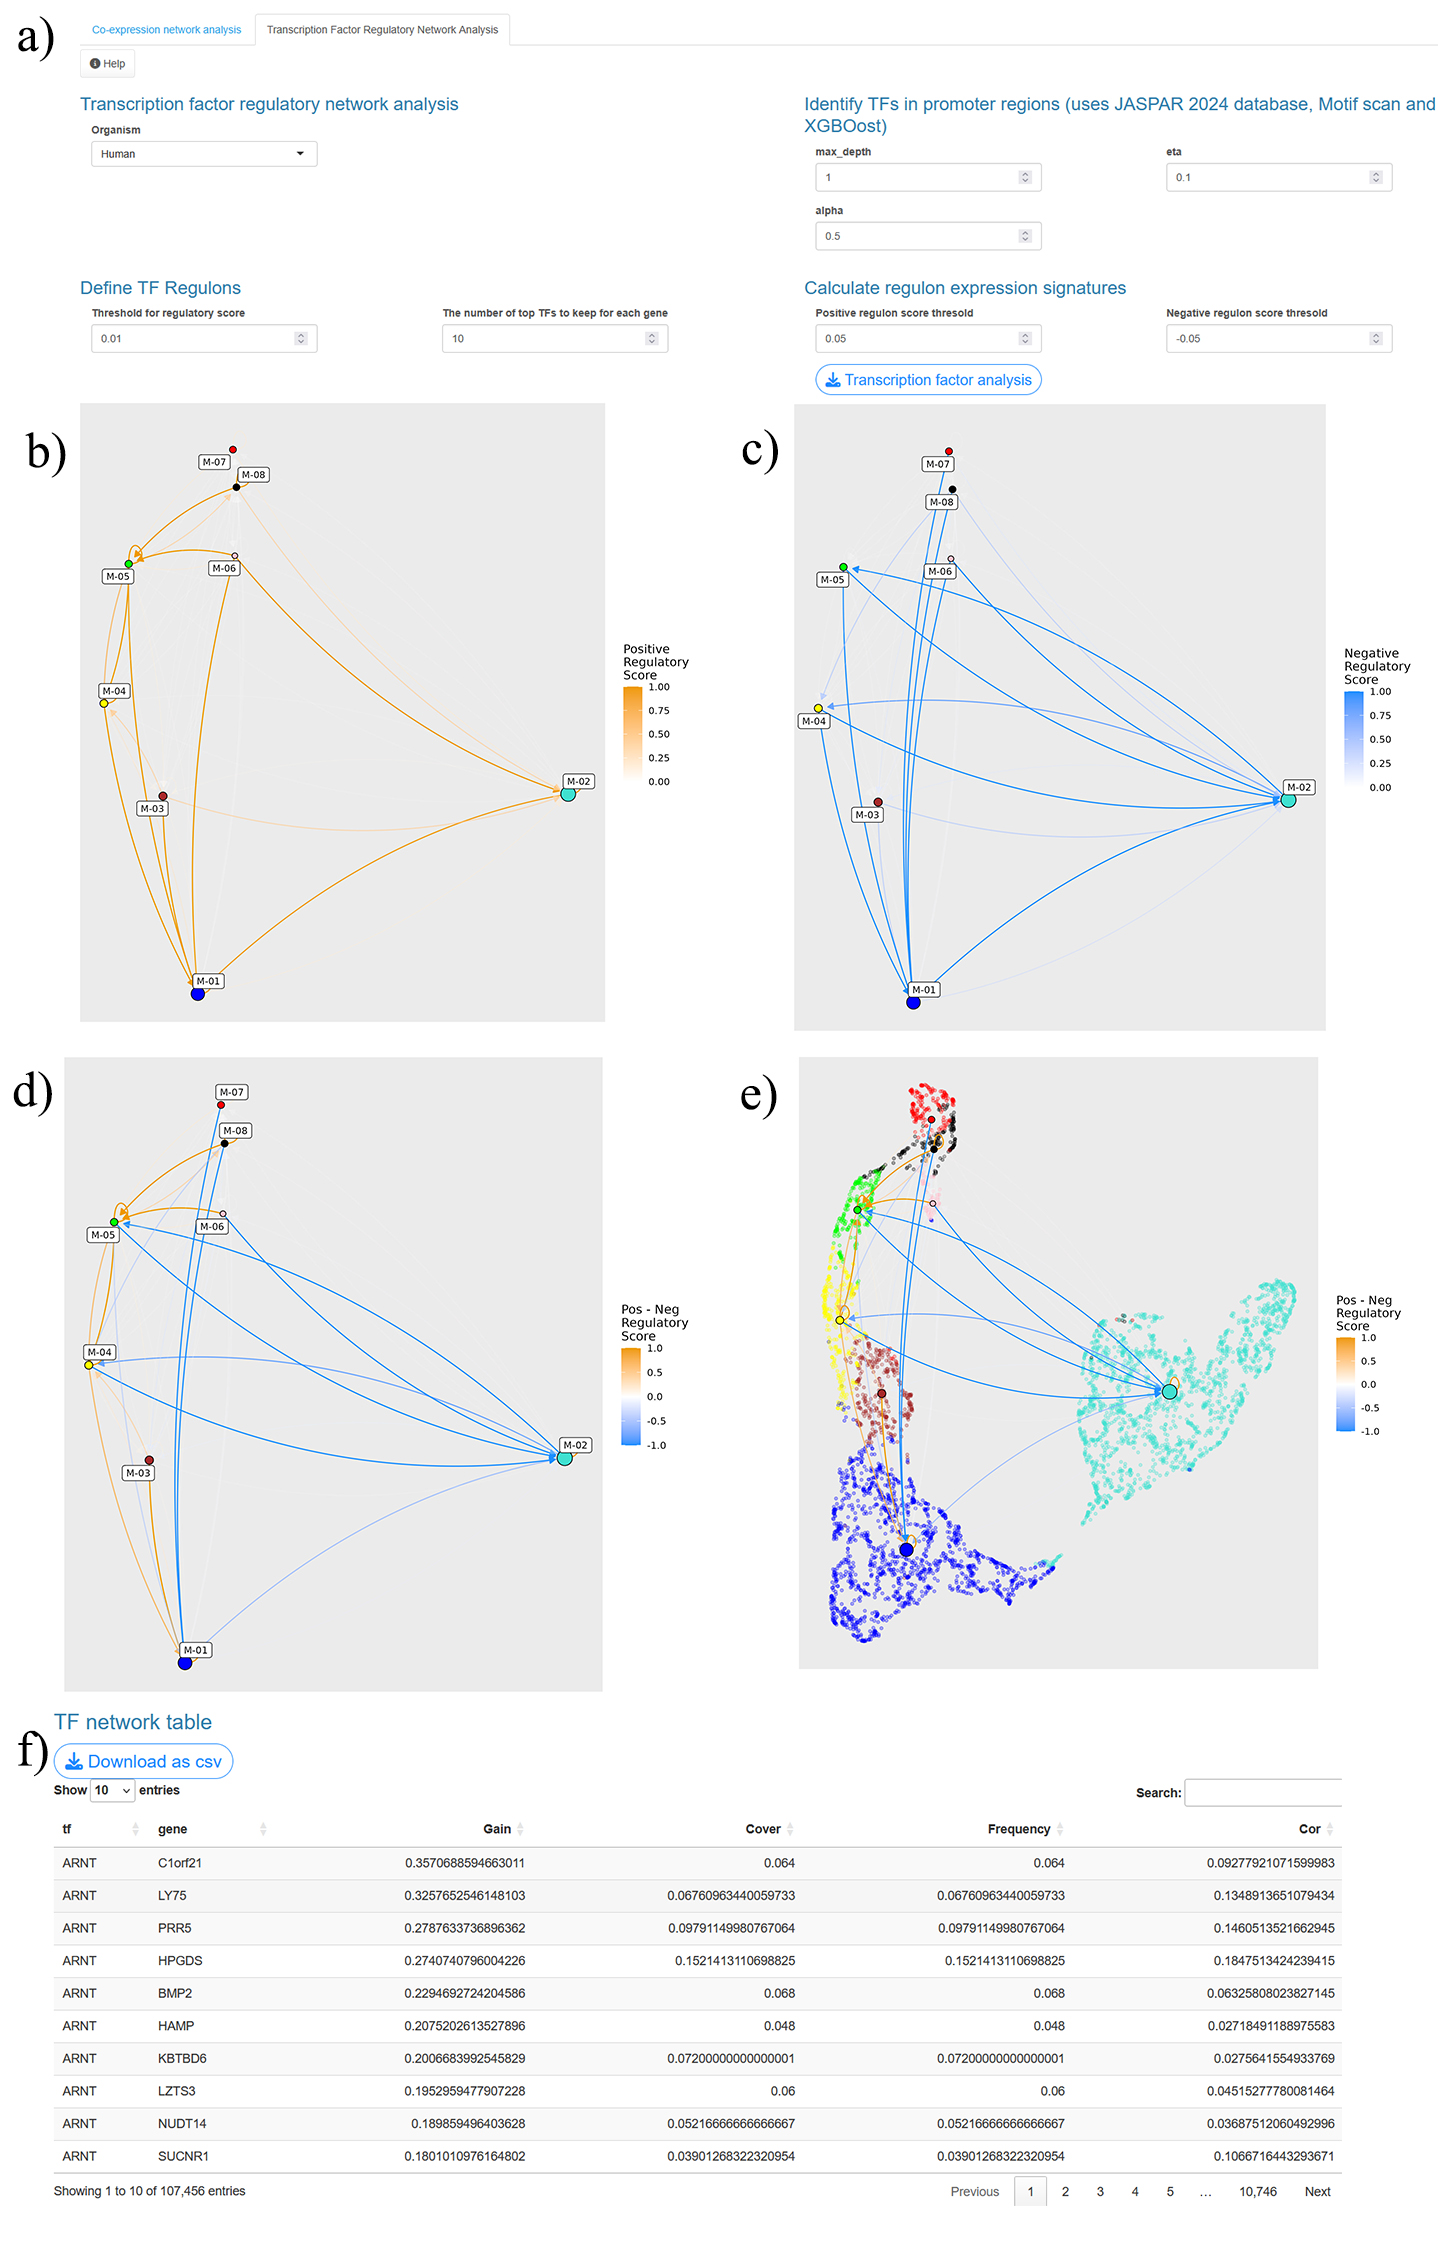 a)
Co-expression network analysis
Transcription Factor Regulatory Network Analysis
Help
Transcription factor regulatory network analysis
Organism
Human
Identify TFs in promoter regions (uses JASPAR 2024 database, Motif scan and
XGBOost)
max_depth
eta
1
0.1
alpha
0.5
Define TF Regulons
Threshold for regulatory score
The number of top TFs to keep for each gene
0.01
10
Calculate regulon expression signatures
Positive regulon score thresold
Negative regulon score thresold
0.05
-0.05
Transcription factor analysis
b)
M-07
M-08
M-05
M-06
M-04
M-03
M-02
M-01
Positive
Regulatory
Score
1.00
0.75
0.50
0.25
0.00
c)
M-07
M-08
M-06
M-05
M-04
M-03
M-02
M-01
Negative
Regulatory
Score
1.00
0.75
0.50
0.25
0.00
d)
M-07
M-08
M-06
M-05
M-04
M-03
M-02
M-01
Pos - Neg
Regulatory
Score
1.0
0.5
0.0
-0.5
-1.0
e)
Pos - Neg
Regulatory
Score
1.0
0.5
0.0
-0.5
-1.0
f)
TF network table
Download as csv
Show 10 entries
Search:
tf gene Gain Cover Frequency Cor
ARNT C1orf21 0.3570688594663011 0.064 0.064 0.09277921071599983
ARNT LY75 0.3257652546148103 0.06760963440059733 0.06760963440059733 0.1348913651079434
ARNT PRR5 0.2787633736896362 0.09791149980767064 0.09791149980767064 0.1460513521662945
ARNT HPGDS 0.2740740796004226 0.1521413110698825 0.1521413110698825 0.1847513424239415
ARNT BMP2 0.2294692724204586 0.068 0.068 0.06325808023827145
ARNT HAMP 0.2075202613527896 0.048 0.048 0.02718491188975583
ARNT KBTBD6 0.2006683992545829 0.07200000000000001 0.07200000000000001 0.0275641554933769
ARNT LZTS3 0.1952959477907228 0.06 0.06 0.04515277780081464
ARNT NUDT14 0.189859496403628 0.05216666666666667 0.05216666666666667 0.03687512060492996
ARNT SUCNR1 0.1801010976164802 0.03901268322320954 0.03901268322320954 0.1066716443293671
Showing 1 to 10 of 107,456 entries
Previous 1 2 3 4 5 … 10,746 Next